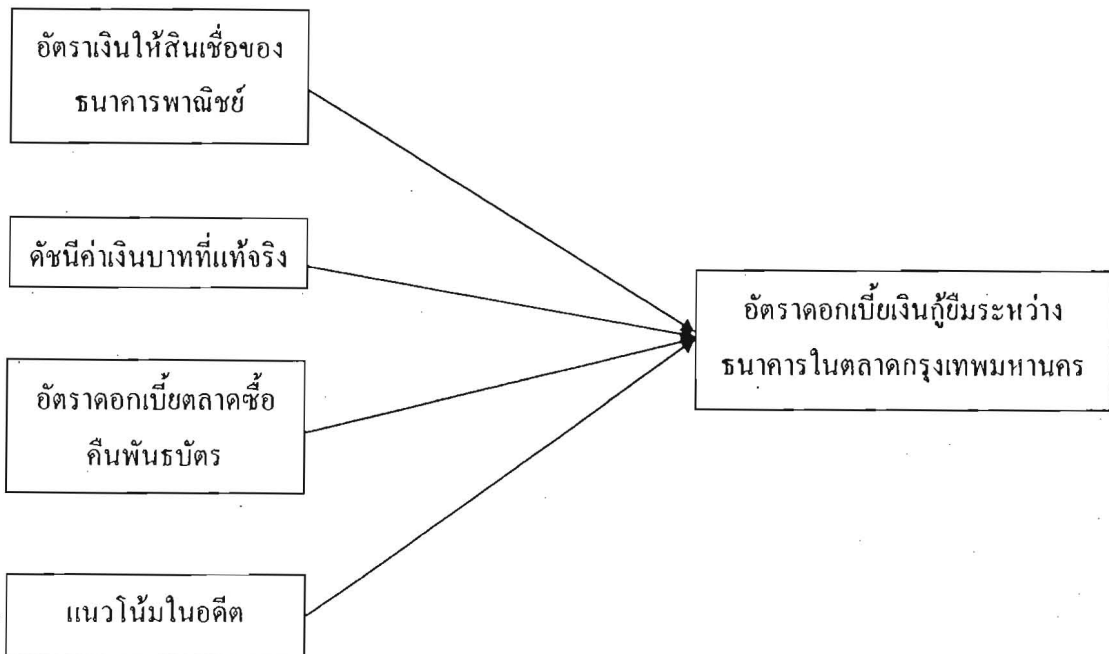 อัตราเงินให้สินเชื่อของ
ธนาคารพาณิชย์
ดัชนีค่าเงินบาทที่แท้จริง
อัตราดอกเบี้ยตลาดซื้อ
คืนพันธบัตร
แนวโน้มในอดีต
อัตราดอกเบี้ยเงินกู้ยืมระหว่าง
ธนาคารในตลาดกรุงเทพมหานคร